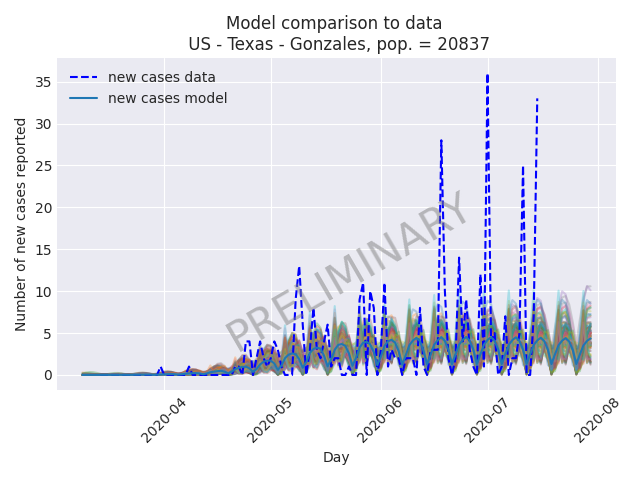 Model comparison to data
US - Texas - Gonzales, pop. = 20837
new cases data
new cases model
Number of new cases reported
35
30
25
20
15
10
5
0
PRELIMINARY
2020-04
2020-05
2020-06
2020-07
2020-08
Day